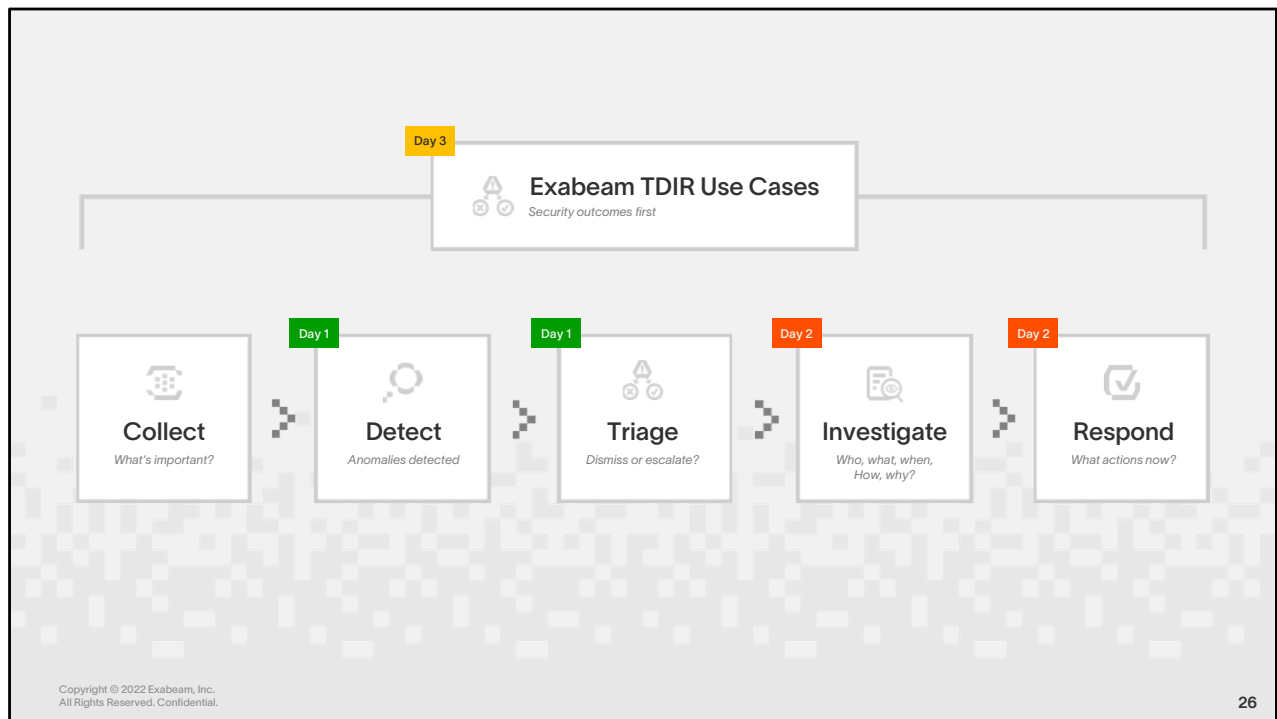 Day 3
Exabeam TDIR Use Cases
Security outcomes first
Collect
What's important?
Day 1
Detect
Anomalies detected
Day 1
Triage
Dismiss or escalate?
Day 2
Investigate
Who, what, when,
How, why?
Day 2
Respond
What actions now?
Copyright © 2022 Exabeam, Inc.
All Rights Reserved. Confidential.
26